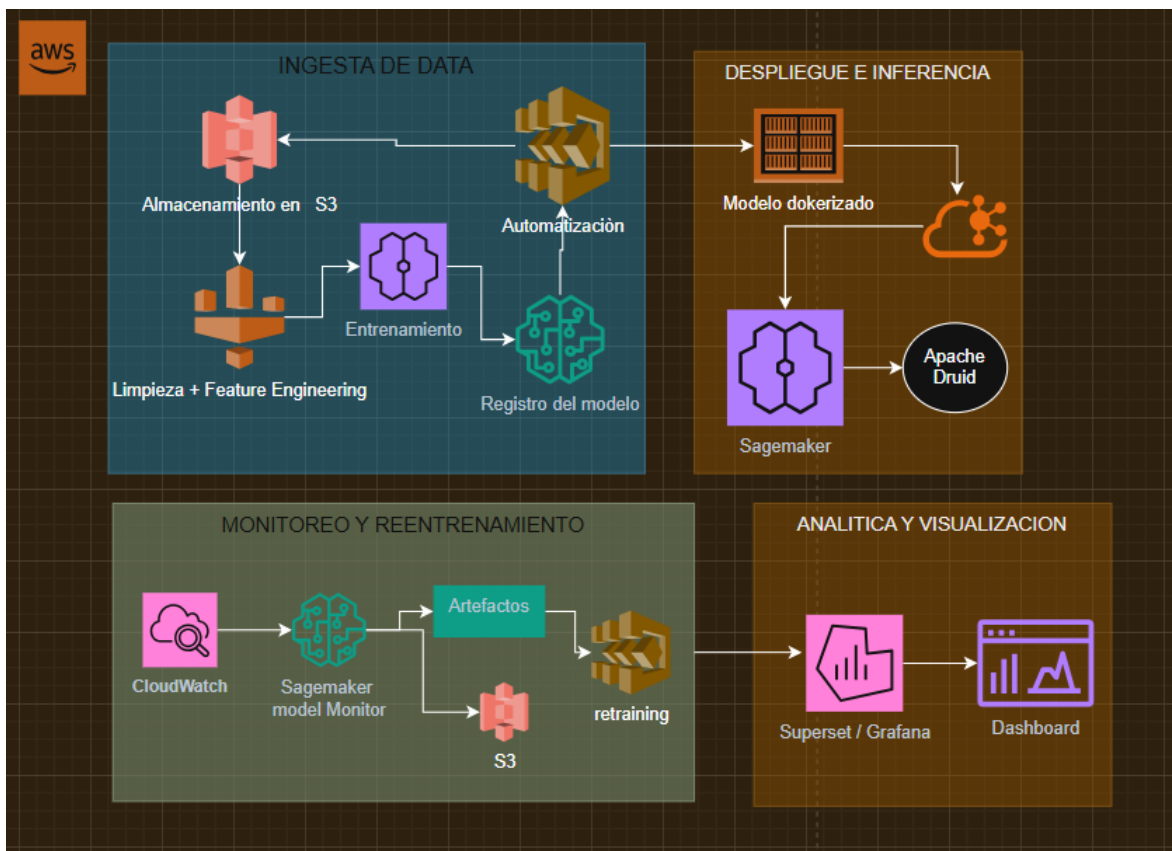 aws
INGESTA DE DATA
Almacenamiento en S3
Automatizaciòn
Entrenamiento
Limpieza + Feature Engineering
Registro del modelo
DESPLIEGUE E INFERENCIA
Modelo dokerizado
Sagemaker
Apache
Druid
MONITOREO Y REENTRENAMIENTO
CloudWatch
Sagemaker
model Monitor
Artefactos
S3
retraining
ANALITICA Y VISUALIZACION
Superset / Grafana
Dashboard